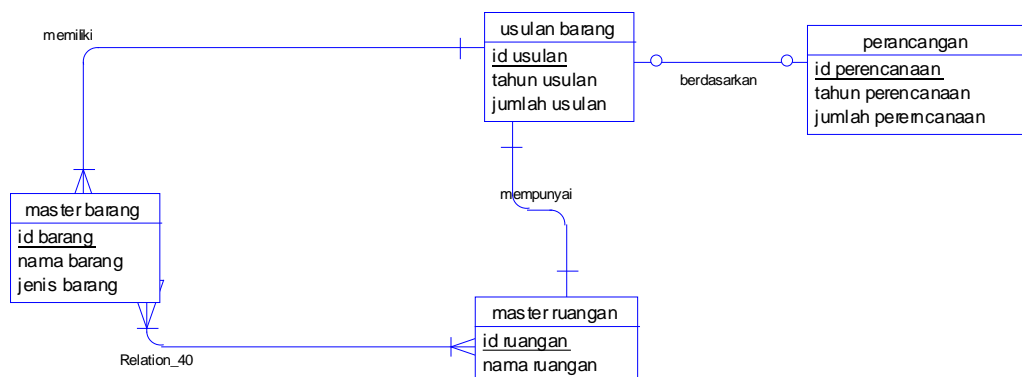 memiliki
usulan barang
id usulan
tahun usulan
jumlah usulan
berdasarkan
perancangan
id perencanaan
tahun perencanaan
jumlah peremcanaan
mempunyai
master barang
id barang
nama barang
jenis barang
Relation_40
master ruangan
id ruangan
nama ruangan